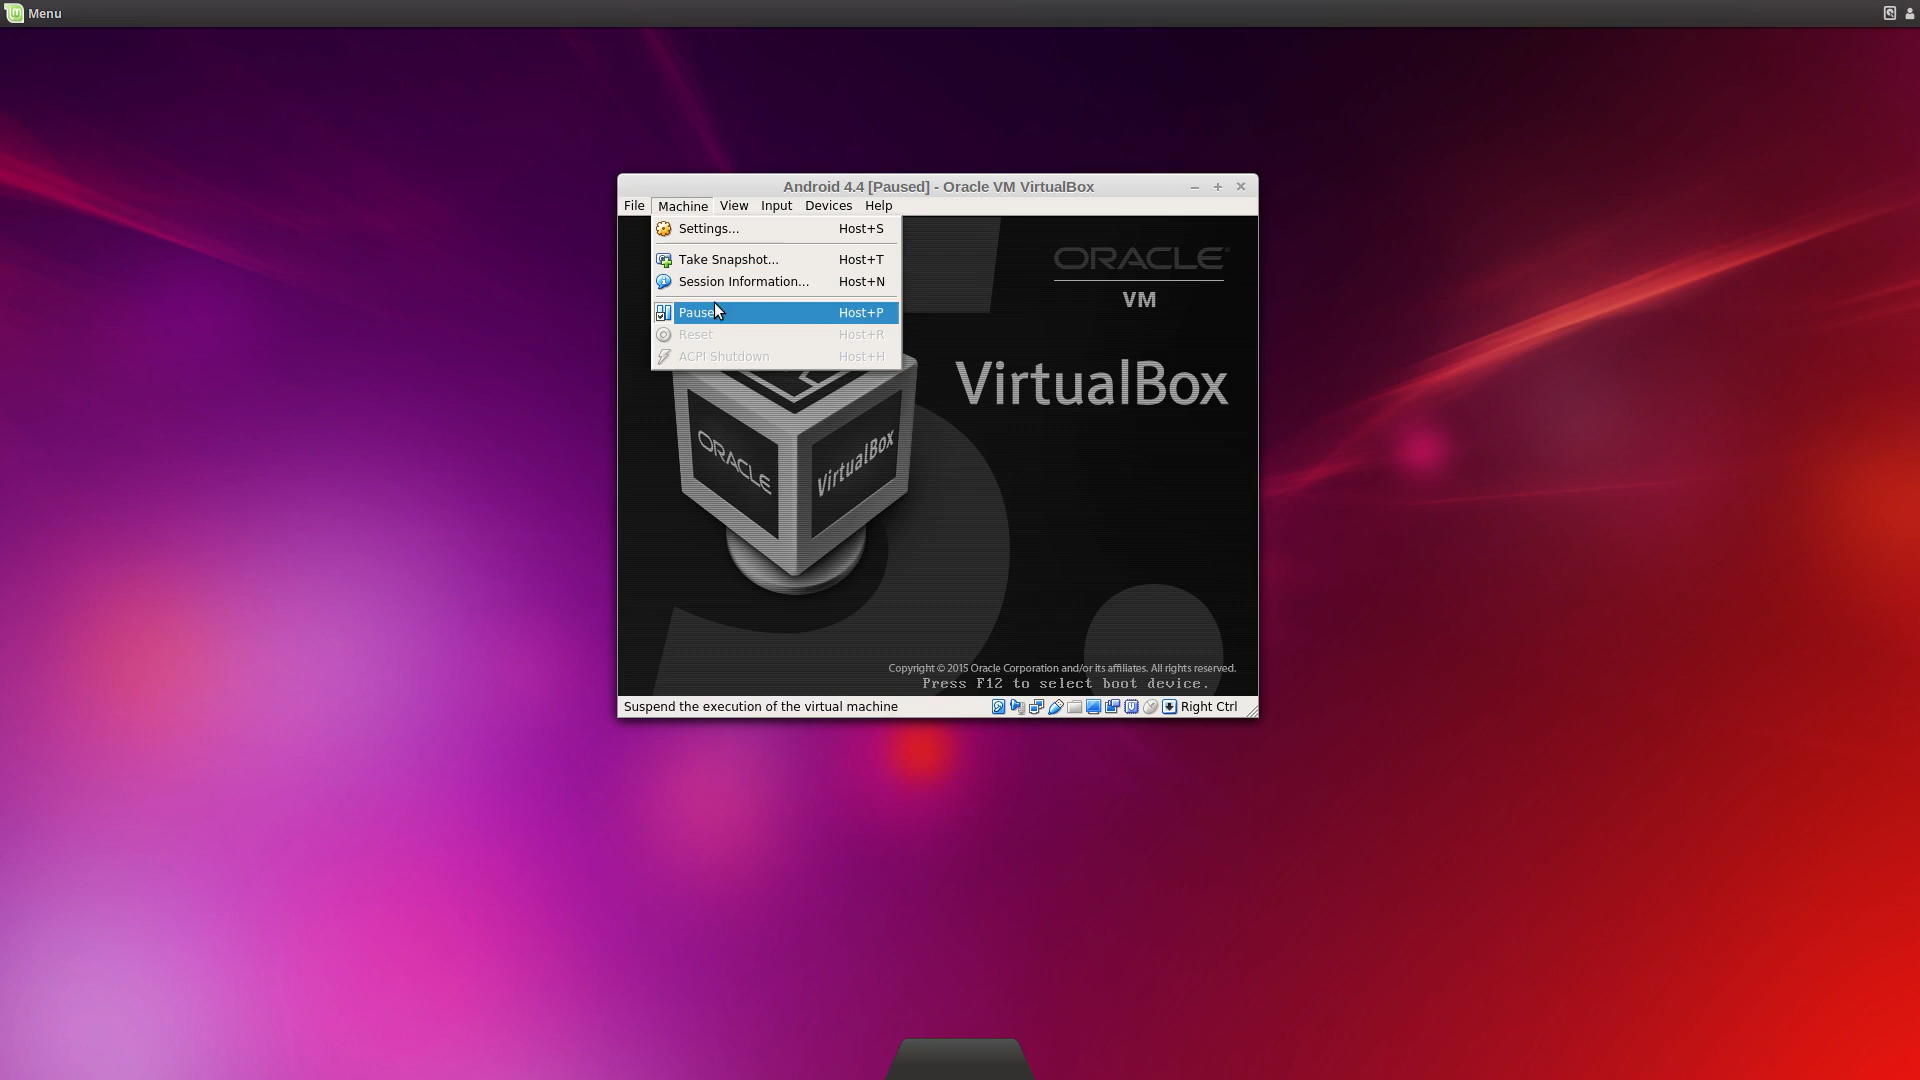 Menu
Android 4.4 [Paused] - Oracle VM VirtualBox
File Machine View Input Devices Help
Settings... Host+S
Take Snapshot... Host+T
Session Information... Host+N
Pause Host+P
Reset Host+R
ACPI Shutdown Host+H
ORACLE
VM
VirtualBox
ORACLE
VirtualBox
Copyright © 2015 Oracle Corporation and/or its affiliates. All rights reserved.
Press F12 to select boot device.
Suspend the execution of the virtual machine
Right Ctrl